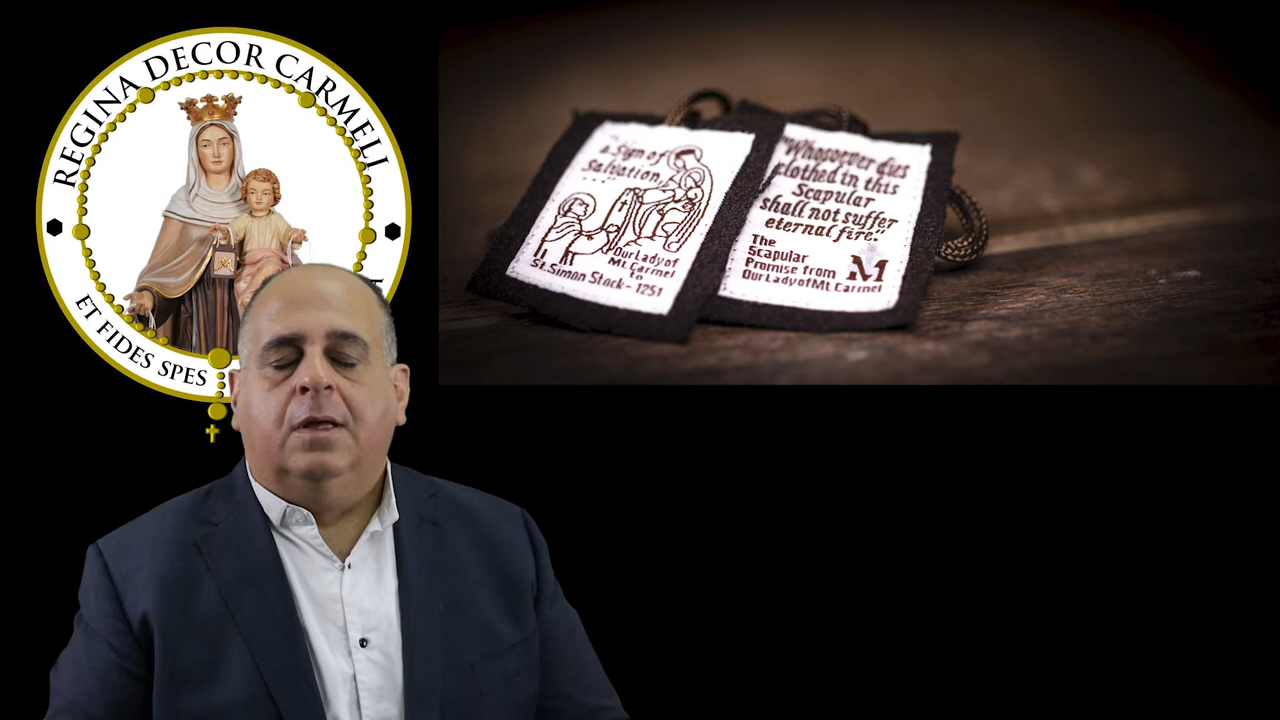 REGINA DECOR CARMELI
ET FIDES SPES
a Sign of
Salvation,
....
Our Lady of
Mt. Carmel
to
St. Simon Stock - 1251
"Whosoever dies
clothed in this
Scapular
shall not suffer
eternal fire."
The
Scapular
Promise from
Our Lady of Mt. Carmel
M